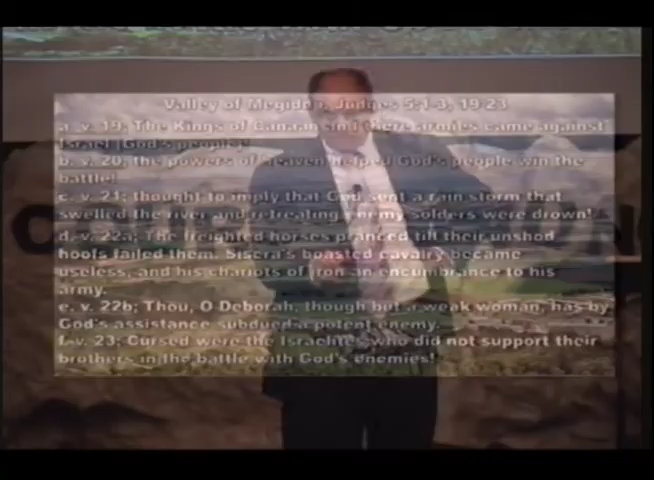 Valley of Megiddo, Judges 5:1-3, 19-23
a. v. 19; The Kings of Canaan and there armies came against
Israel [God's people]!
b. v. 20; the powers of heaven helped God's people win the
battle!
c. v. 21; thought to imply that God sent a rain storm that
swelled the river and retreating enemy solders were drown!
d. v. 22a; The frighted horses pranced till their unshod
hoofs failed them. Sisera's boasted cavalry became
useless, and his chariots of iron an encumbrance to his
army.
e. v. 22b; Thou, O Deborah, though but a weak woman, has by
God's assistance subdued a potent enemy.
f. v. 23; Cursed were the Israelites who did not support their
brothers in the battle with God's enemies!